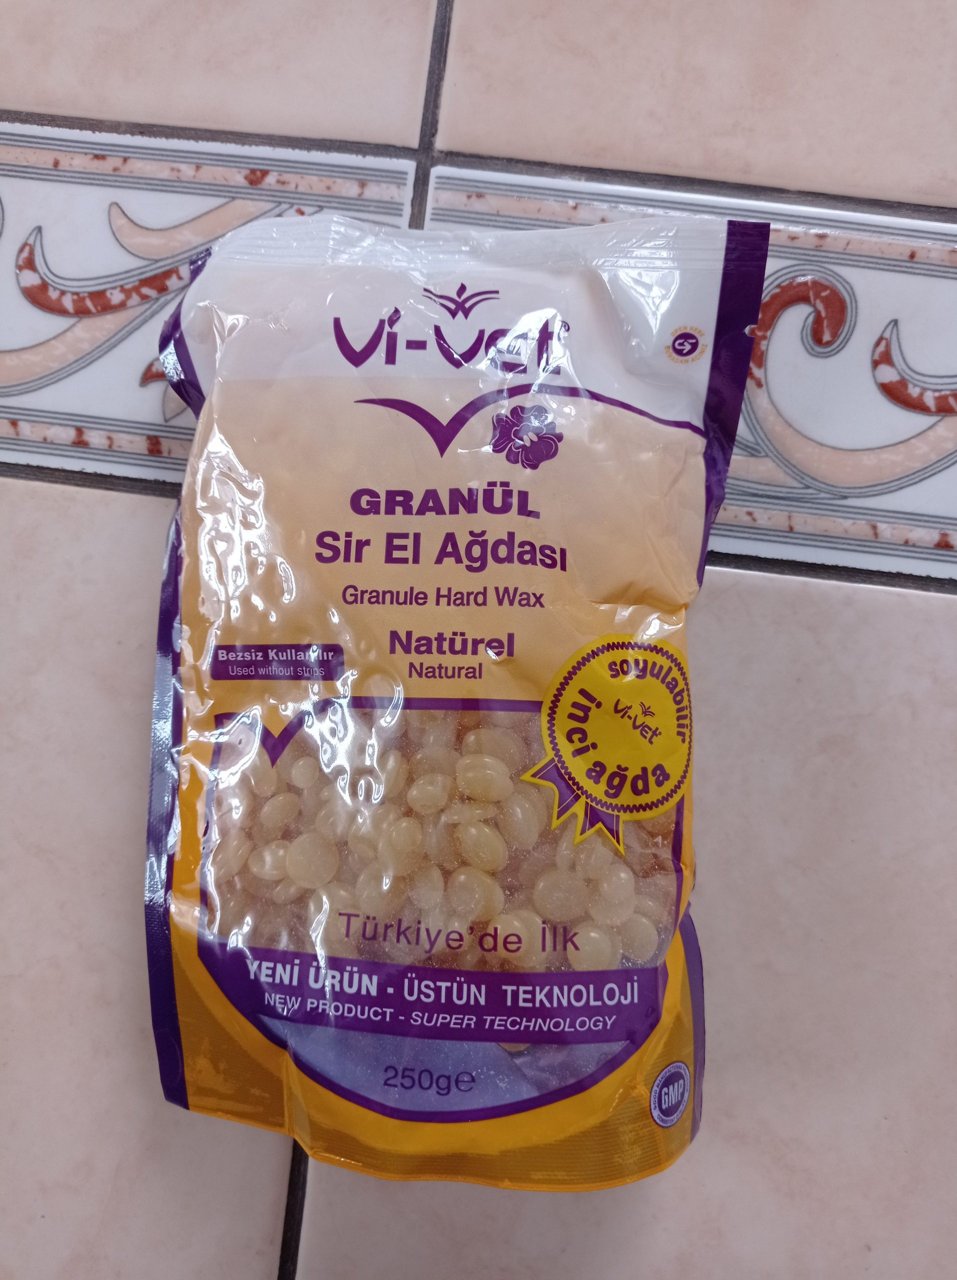 Vi-Vet
GRANÜL
Sir El Ağdası
Granule Hard Wax
Natürel
Natural
Bezsiz Kullanılır
Used without strips
soyulabilir
Vi-Vet
inci ağda
Türkiye'de İlk
YENİ ÜRÜN - ÜSTÜN TEKNOLOJİ
NEW PRODUCT - SUPER TECHNOLOGY
250g℮
GMP